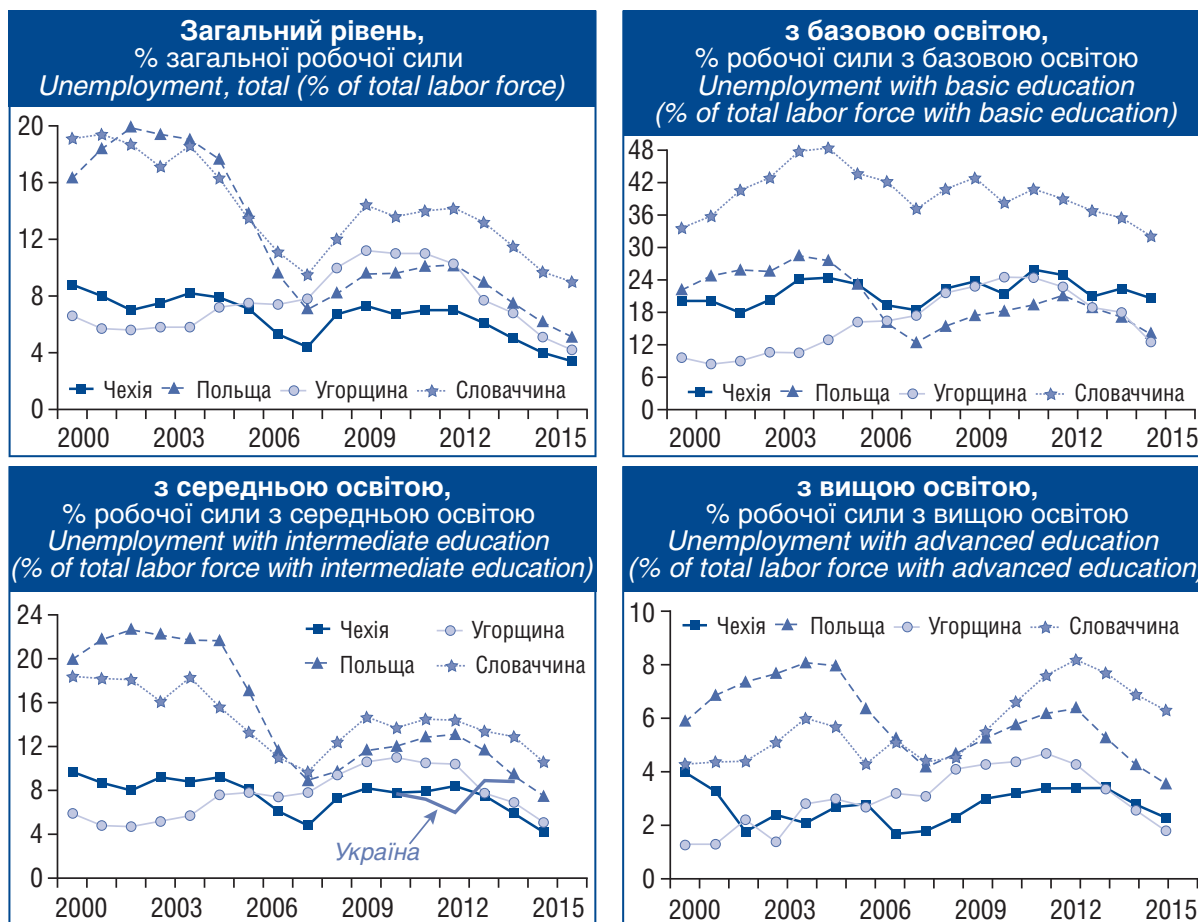 Загальний рівень,
% загальної робочої сили
Unemployment, total (% of total labor force)
20
16
12
8
4
0
Чехія Польща Угорщина Словаччина
2000 2003 2006 2009 2012 2015
з базовою освітою,
% робочої сили з базовою освітою
Unemployment with basic education
(% of total labor force with basic education)
48
42
36
30
24
18
12
6
0
Чехія Польща Угорщина Словаччина
2000 2003 2006 2009 2012 2015
з середньою освітою,
% робочої сили з середньою освітою
Unemployment with intermediate education
(% of total labor force with intermediate education)
24
20
16
12
8
4
0
Чехія Угорщина
Польща Словаччина
Україна
2000 2003 2006 2009 2012 2015
з вищою освітою,
% робочої сили з вищою освітою
Unemployment with advanced education
(% of total labor force with advanced education)
10
8
6
4
2
0
Чехія Польща Угорщина Словаччина
2000 2003 2006 2009 2012 2015